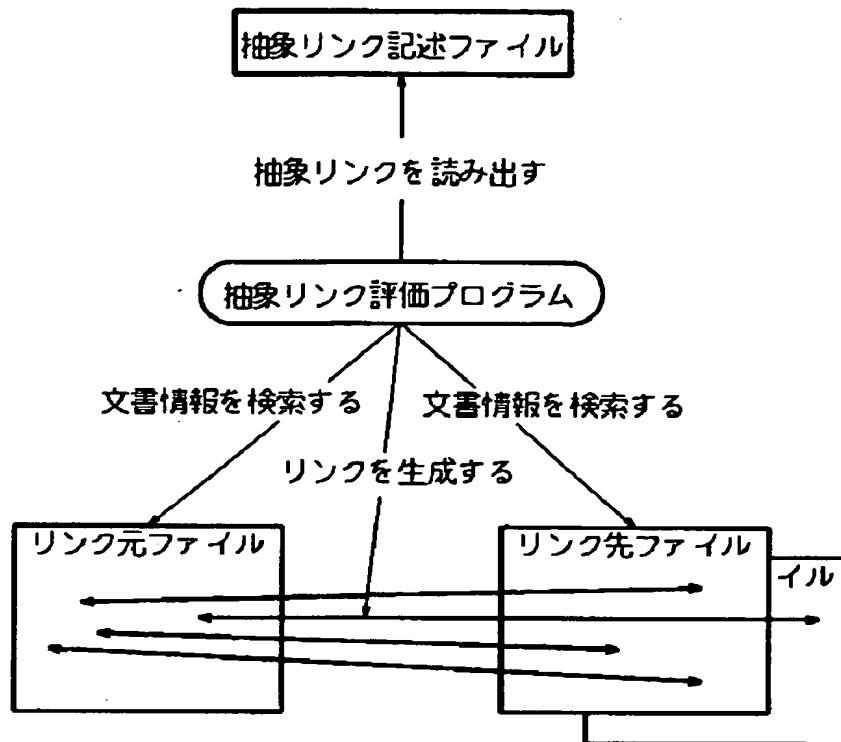 抽象リンク記述ファイル
抽象リンクを読み出す
抽象リンク評価プログラム
文書情報を検索する
文書情報を検索する
リンクを生成する
リンク元ファイル
リンク先ファイル
イル